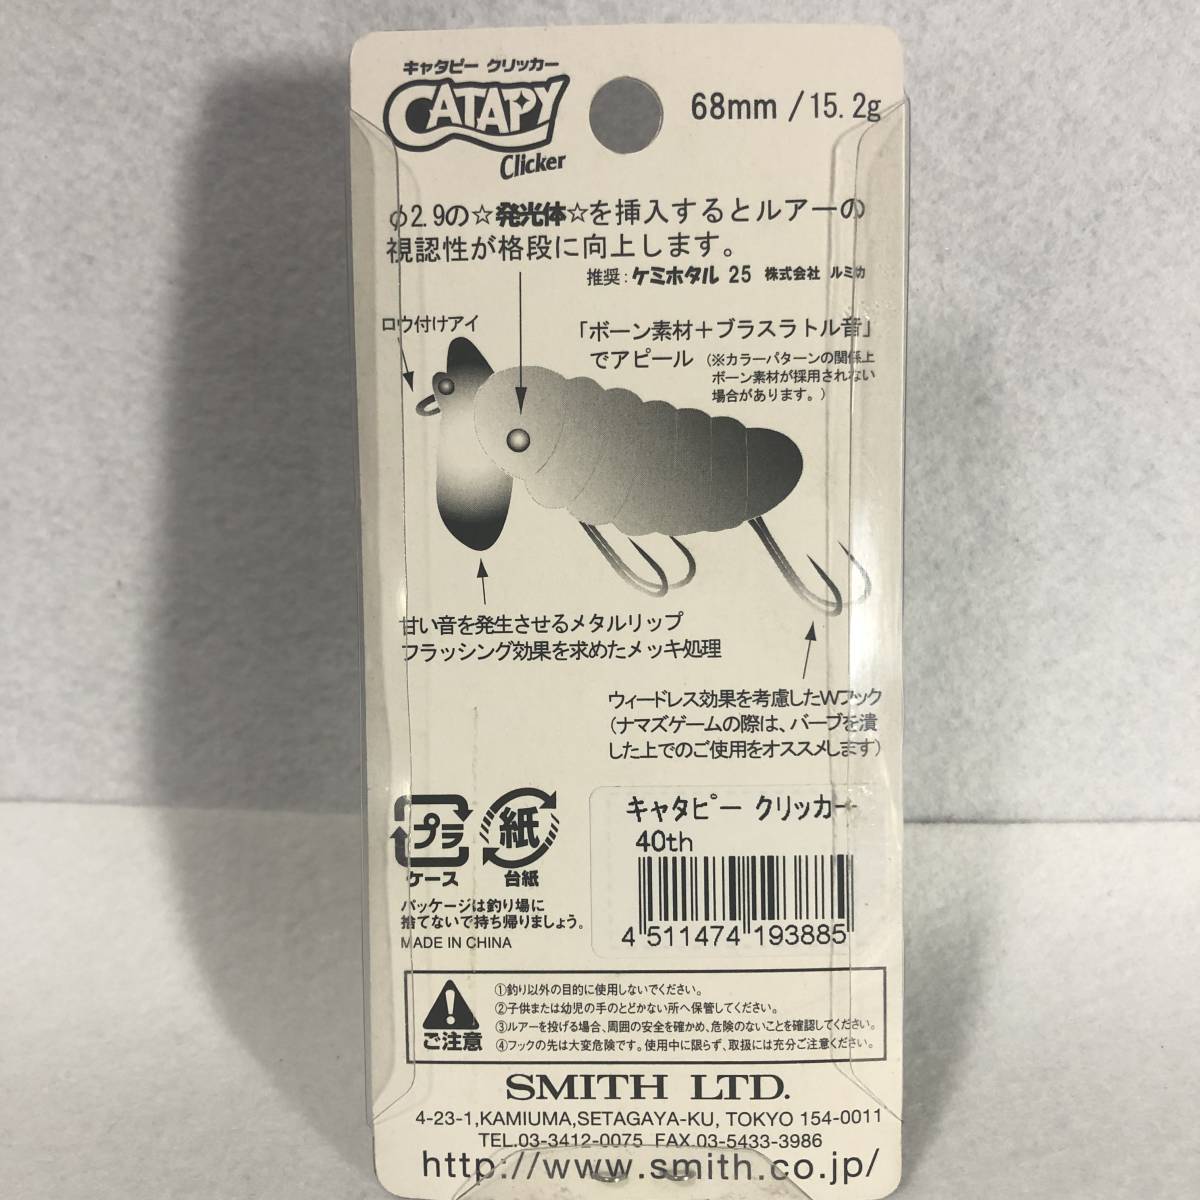 キャタピー クリッカー
CATAPY
Clicker
68mm / 15.2g
φ2.9の☆発光体☆を挿入するとルアーの
視認性が格段に向上します。
推奨:ケミホタル 25 株式会社 ルミカ
ロウ付けアイ
「ボーン素材＋ブラスラトル音」
でアピール
(※カラーパターンの関係上
ボーン素材が採用されない
場合があります。)
甘い音を発生させるメタルリップ
フラッシング効果を求めたメッキ処理
ウィードレス効果を考慮したWフック
(ナマズゲームの際は、バーブを潰
した上でのご使用をオススメします)
プラ
ケース
紙
台紙
パッケージは釣り場に
捨てないで持ち帰りましょう。
MADE IN CHINA
キャタピー クリッカー
40th
4 511474 193885
ご注意
①釣り以外の目的に使用しないでください。
②子供または幼児の手のとどかない所へ保管してください。
③ルアーを投げる場合、周囲の安全を確かめ、危険のないことを確認してください。
④フックの先は大変危険です。使用中に限らず、取扱には充分ご注意ください。
SMITH LTD.
4-23-1,KAMIUMA,SETAGAYA-KU, TOKYO 154-0011
TEL.03-3412-0075 FAX.03-5433-3986
http://www.smith.co.jp/